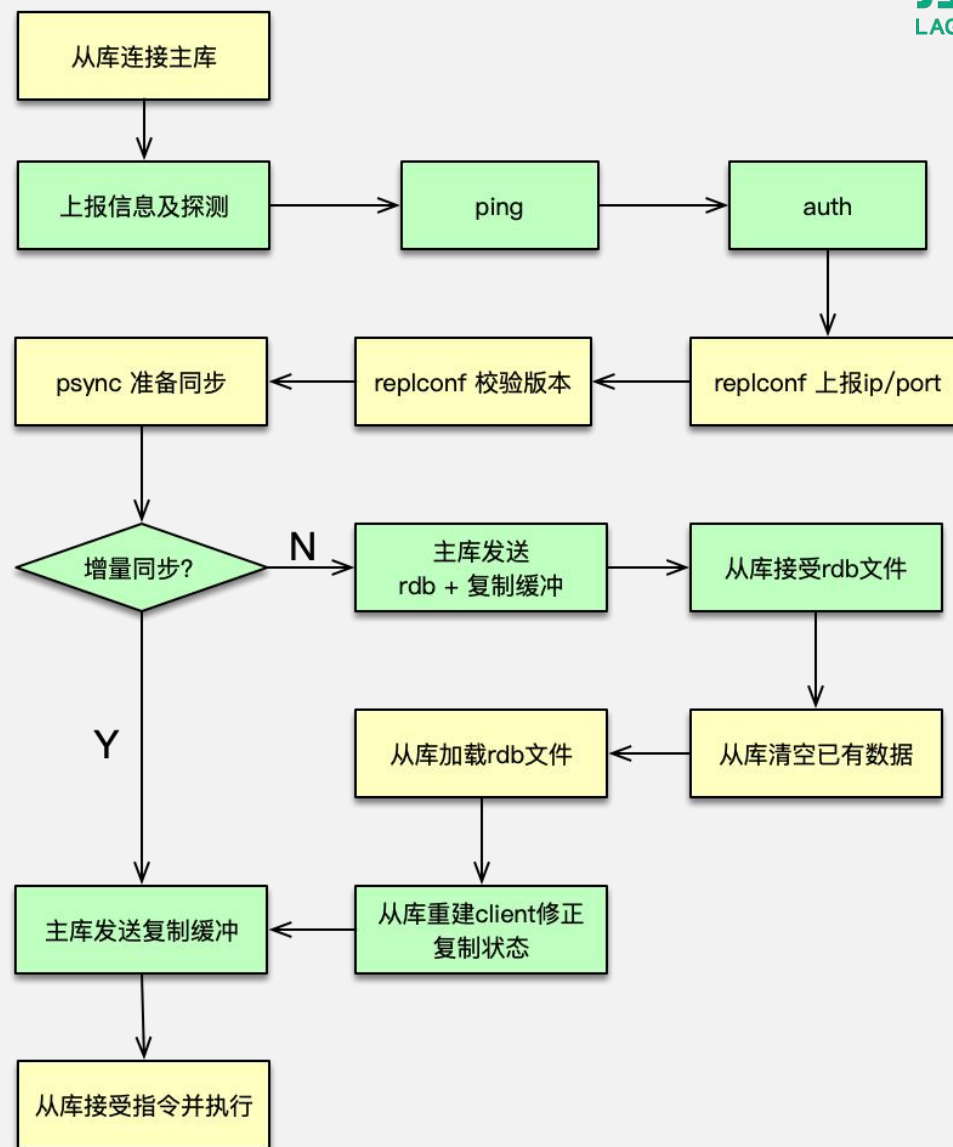 LAG
从库连接主库
上报信息及探测
ping
auth
replconf 上报ip/port
replconf 校验版本
psync 准备同步
增量同步?
N
主库发送
rdb + 复制缓冲
从库接受rdb文件
从库清空已有数据
从库加载rdb文件
Y
从库重建client修正
复制状态
主库发送复制缓冲
从库接受指令并执行